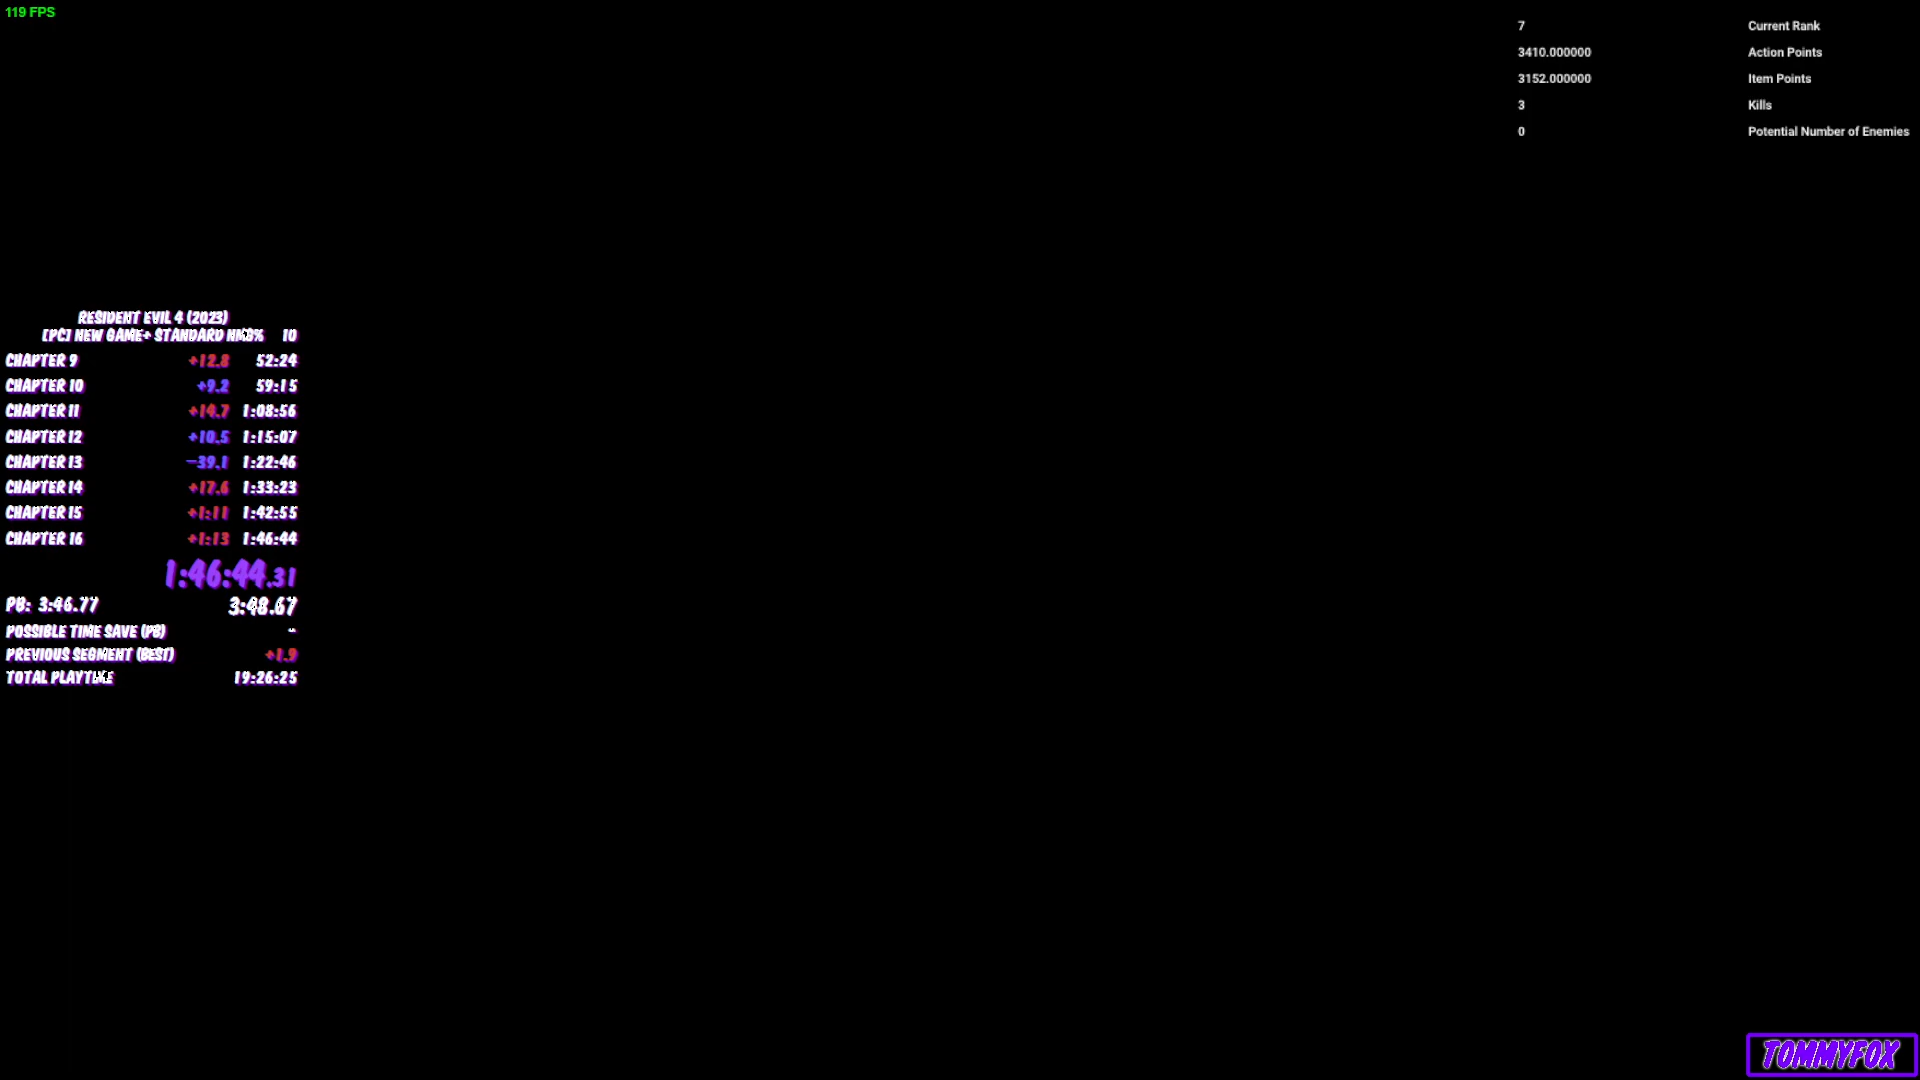 119 FPS
7 Current Rank
3410.000000 Action Points
3152.000000 Item Points
3 Kills
0 Potential Number of Enemies
RESIDENT EVIL 4 (2023)
[PC] NEW GAME+ STANDARD NMG% 10
CHAPTER 9 +12.8 52:24
CHAPTER 10 +9.2 59:15
CHAPTER 11 +14.7 1:08:56
CHAPTER 12 +10.5 1:15:07
CHAPTER 13 −39.1 1:22:46
CHAPTER 14 +17.6 1:33:23
CHAPTER 15 +1:11 1:42:55
CHAPTER 16 +1:13 1:46:44
1:46:44.31
PB: 3:46.77 3:48.67
POSSIBLE TIME SAVE (PB) -
PREVIOUS SEGMENT (BEST) +1.9
TOTAL PLAYTIME 19:26:25
TOMMYFOX